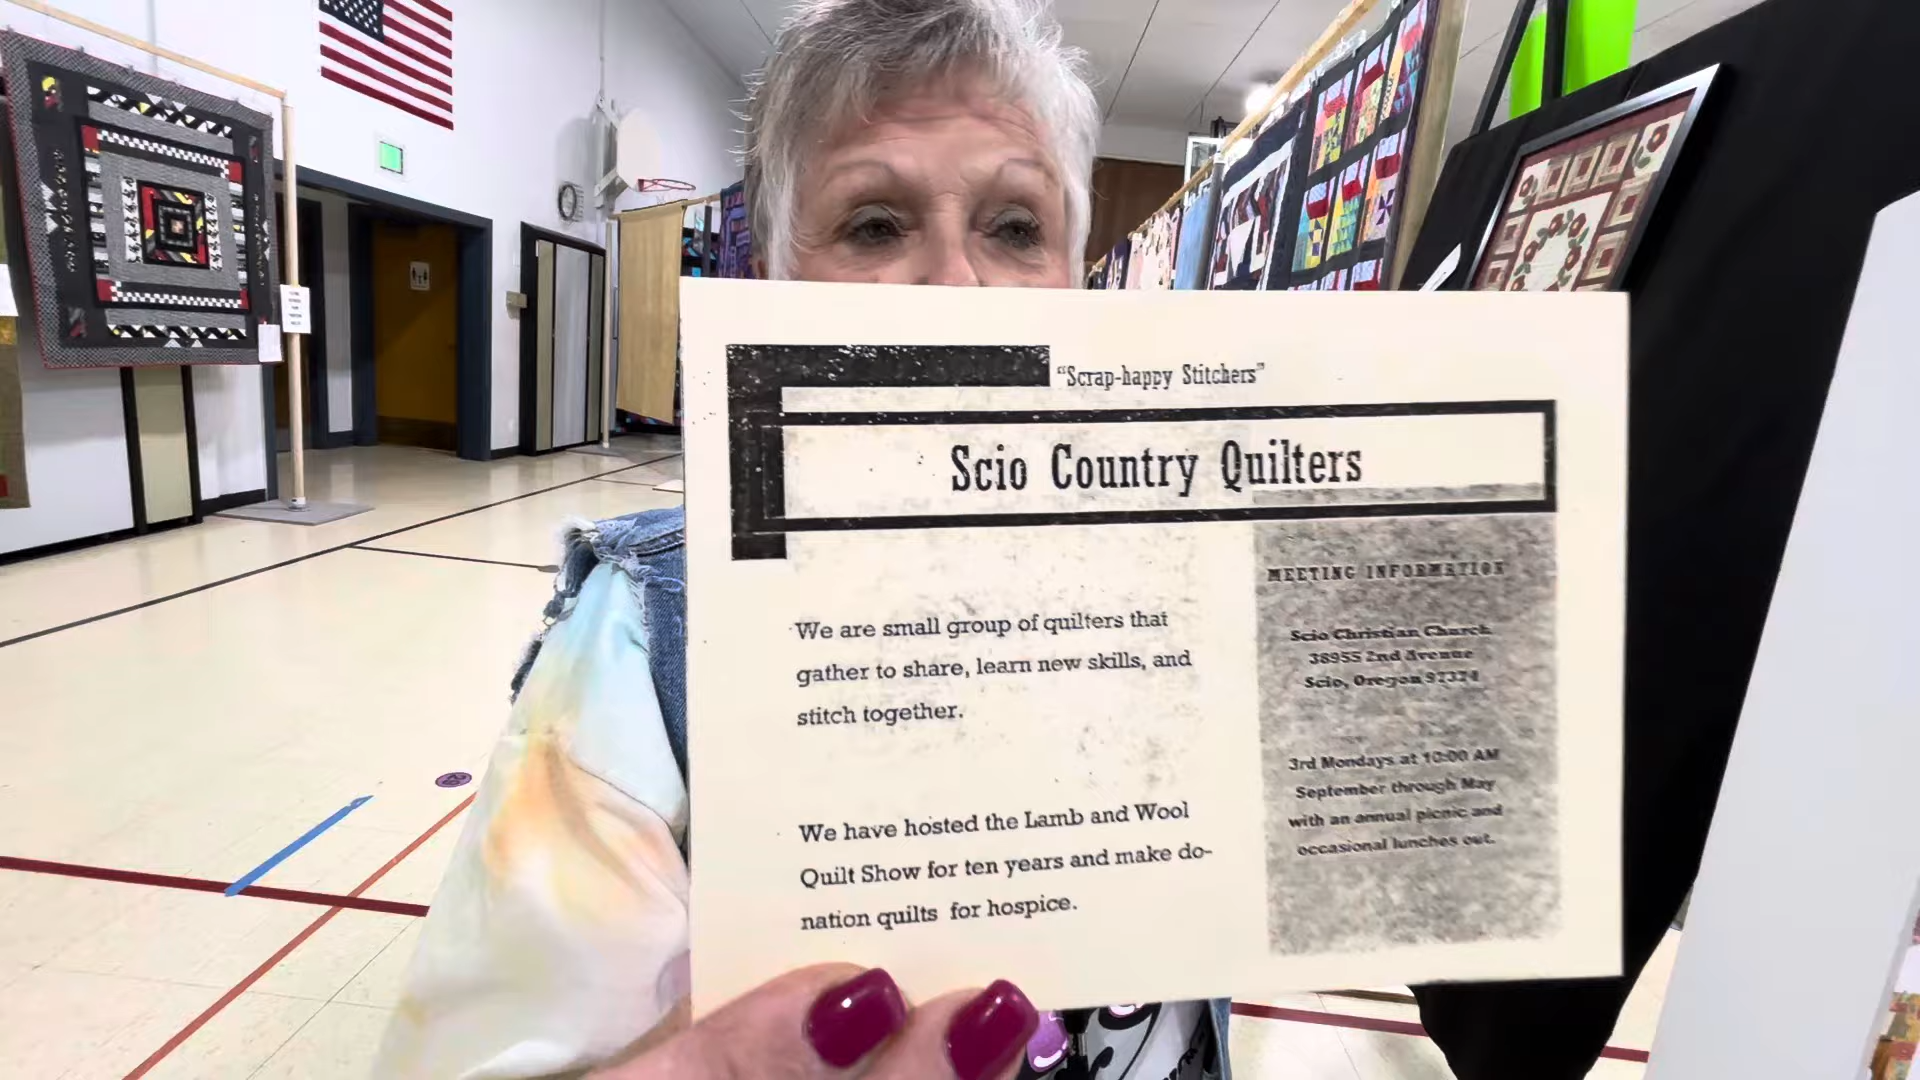 “Scrap-happy Stitchers”
Scio Country Quilters
We are small group of quilters that
gather to share, learn new skills, and
stitch together.
We have hosted the Lamb and Wool
Quilt Show for ten years and make do-
nation quilts for hospice.
MEETING INFORMATION
Scio Christian Church
38955 2nd Avenue
Scio, Oregon 97374
3rd Mondays at 10:00 AM
September through May
with an annual picnic and
occasional lunches out.